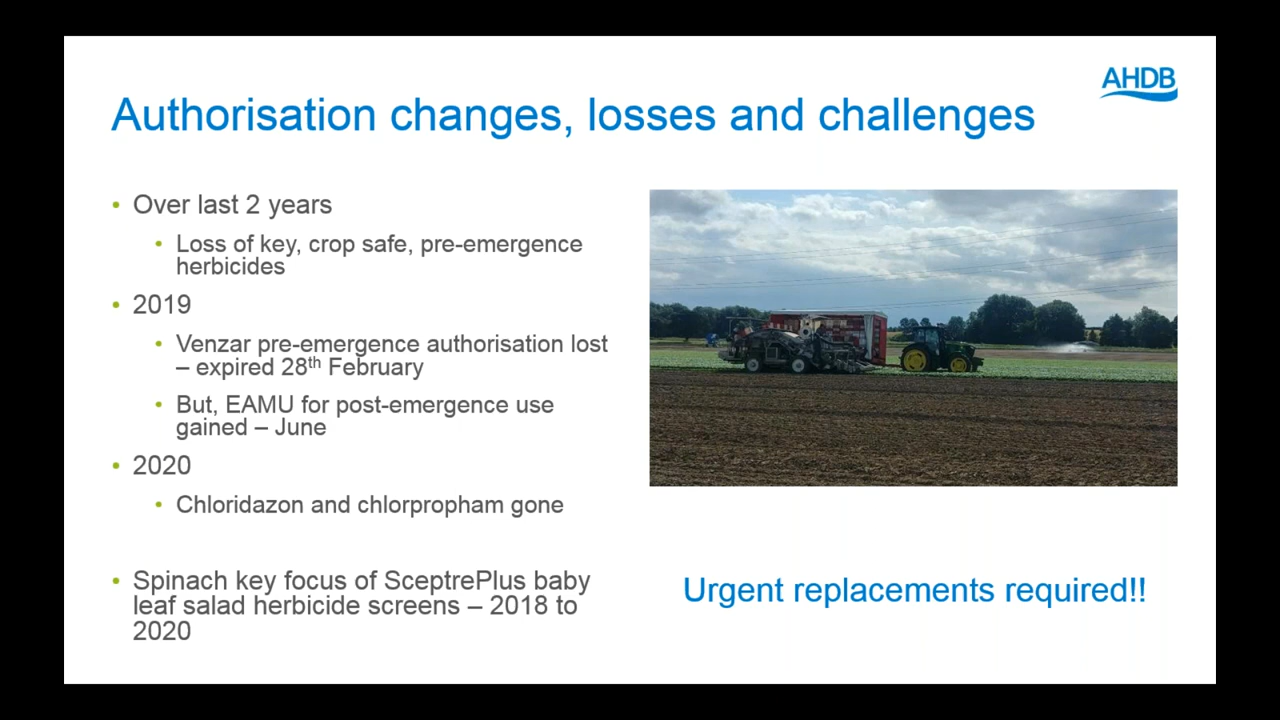 AHDB
Authorisation changes, losses and challenges
• Over last 2 years
• Loss of key, crop safe, pre-emergence
herbicides
• 2019
• Venzar pre-emergence authorisation lost
– expired 28th February
• But, EAMU for post-emergence use
gained – June
• 2020
• Chloridazon and chlorpropham gone
• Spinach key focus of SceptrePlus baby
leaf salad herbicide screens – 2018 to
2020
Urgent replacements required!!